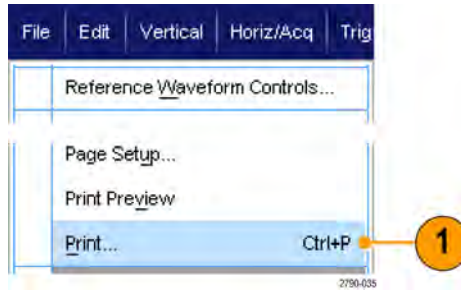 File Edit Vertical Horiz/Acq Trig
Reference Waveform Controls...
Page Setup...
Print Preview
Print... Ctrl+P 1
2790-035